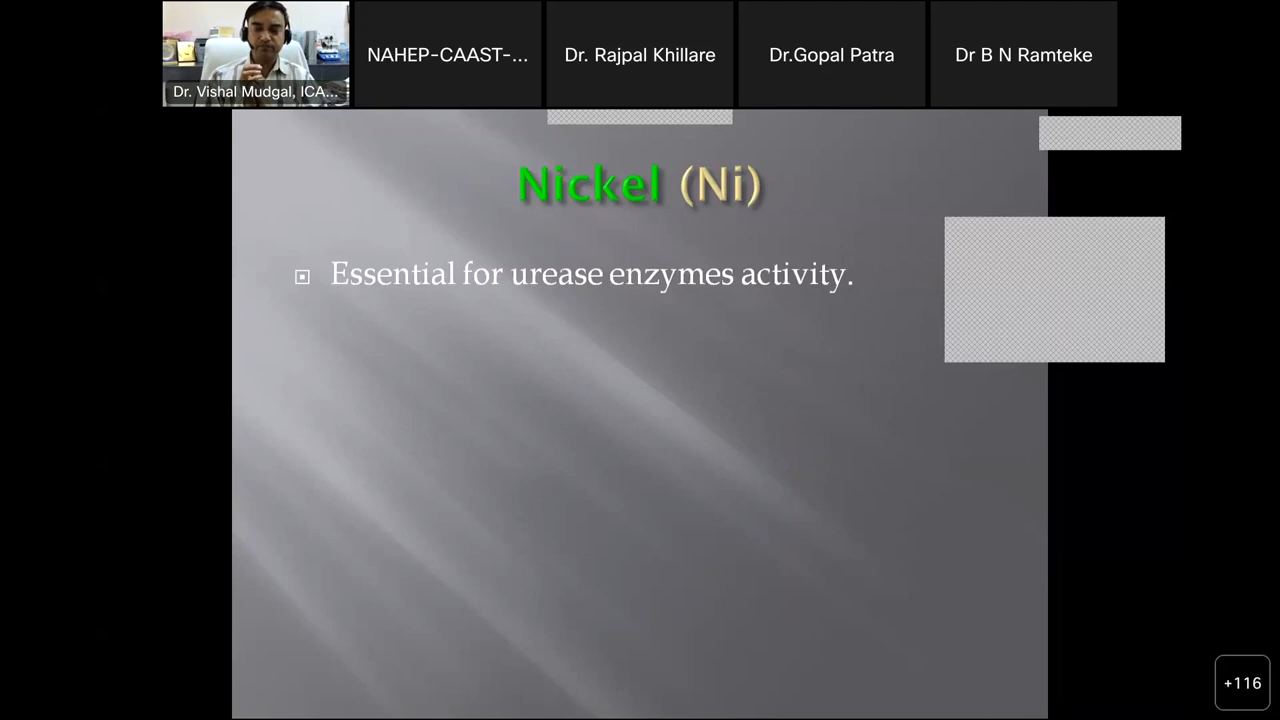 Dr. Vishal Mudgal, ICA...
NAHEP-CAAST-...
Dr. Rajpal Khillare
Dr.Gopal Patra
Dr B N Ramteke
Nickel (Ni)
Essential for urease enzymes activity.
+116